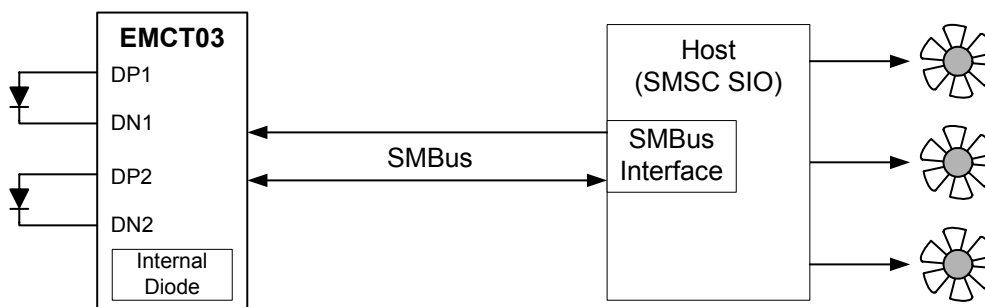 EMCT03
DP1
DN1
DP2
DN2
Internal
Diode
SMBus
Host
(SMSC SIO)
SMBus
Interface